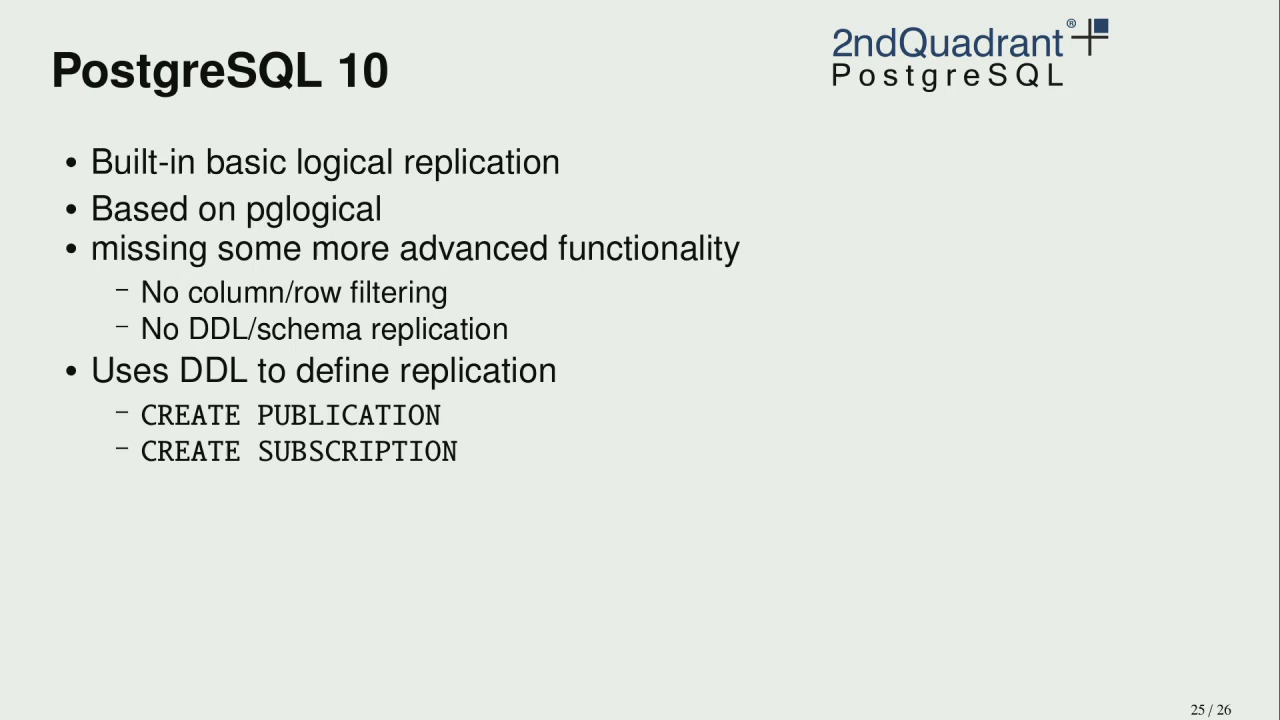 PostgreSQL 10
2ndQuadrant®
PostgreSQL
• Built-in basic logical replication
• Based on pglogical
• missing some more advanced functionality
– No column/row filtering
– No DDL/schema replication
• Uses DDL to define replication
– CREATE PUBLICATION
– CREATE SUBSCRIPTION
25 / 26